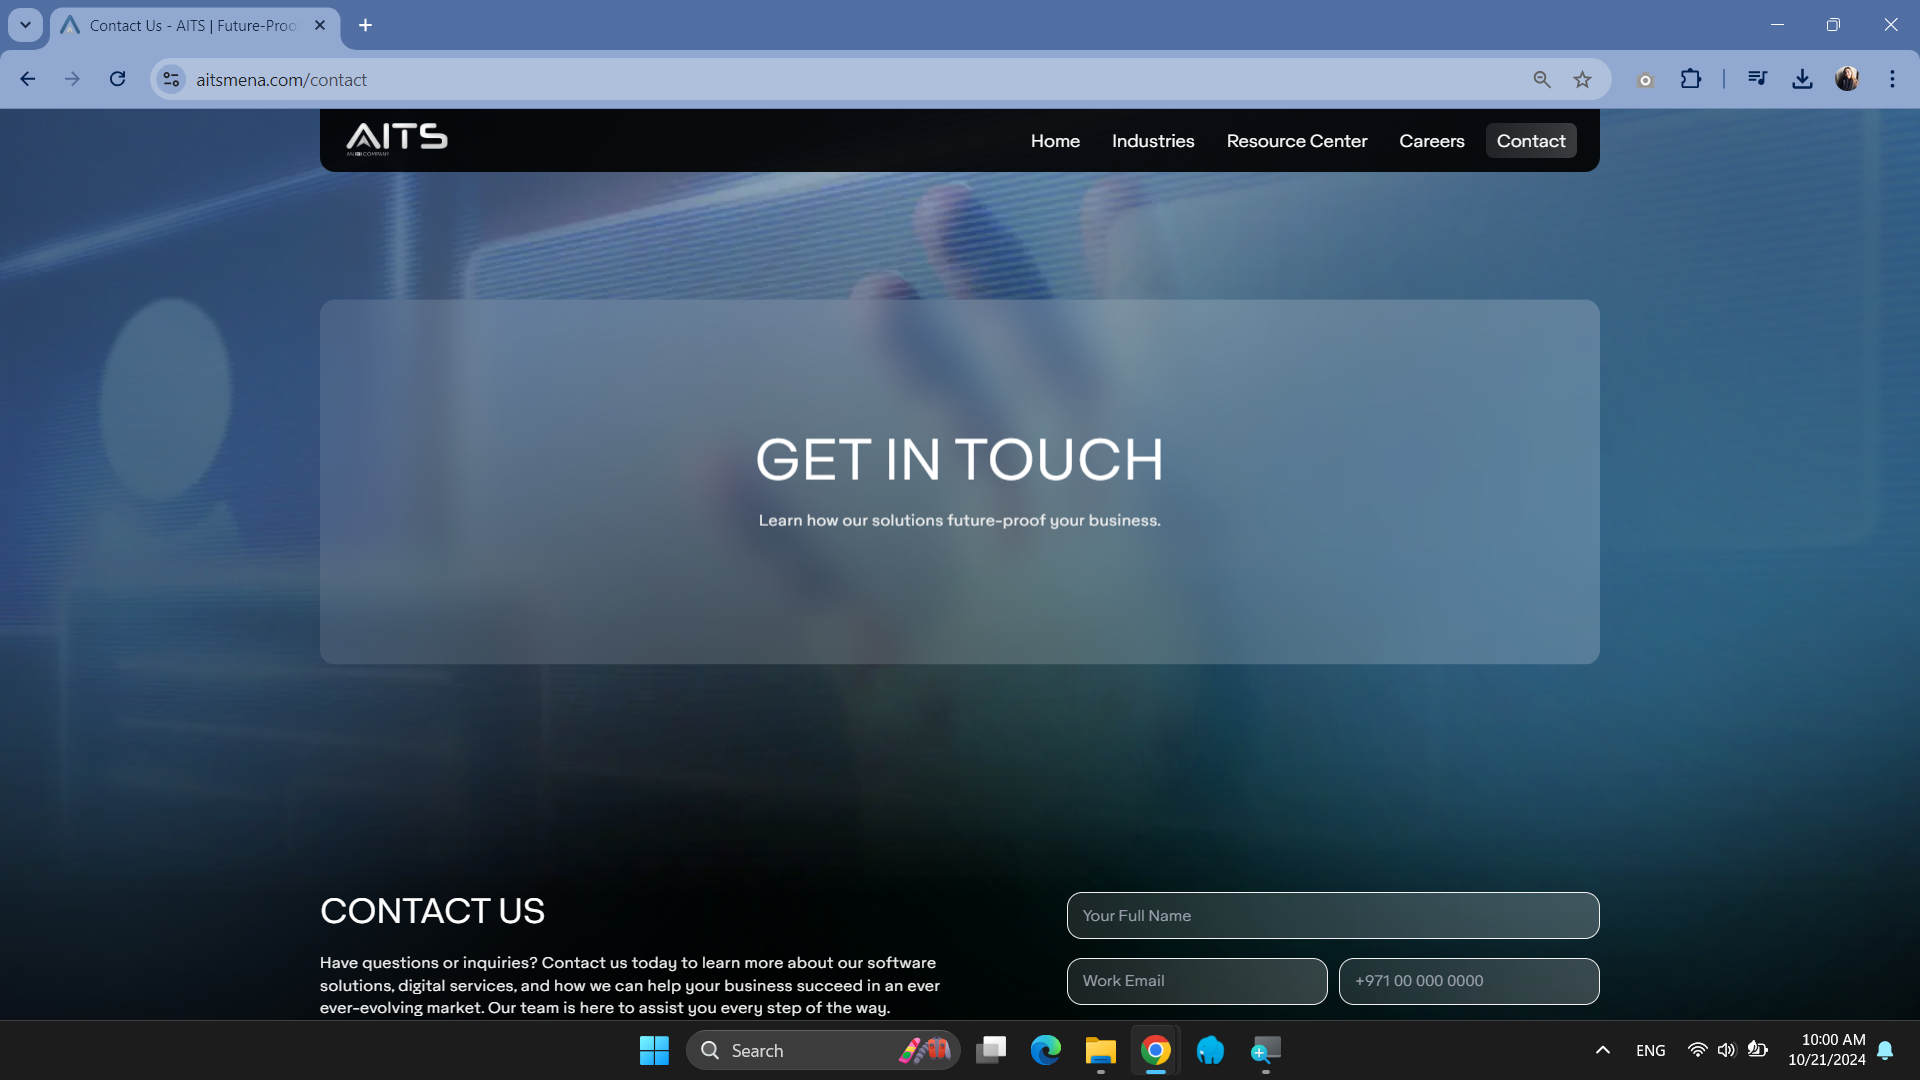 Contact Us - AITS | Future-Proo
aitsmena.com/contact
AITS
AN IBI COMPANY
Home
Industries
Resource Center
Careers
Contact
GET IN TOUCH
Learn how our solutions future-proof your business.
CONTACT US
Have questions or inquiries? Contact us today to learn more about our software
solutions, digital services, and how we can help your business succeed in an ever
ever-evolving market. Our team is here to assist you every step of the way.
Your Full Name
Work Email
+971 00 000 0000
Search
ENG
10:00 AM
10/21/2024